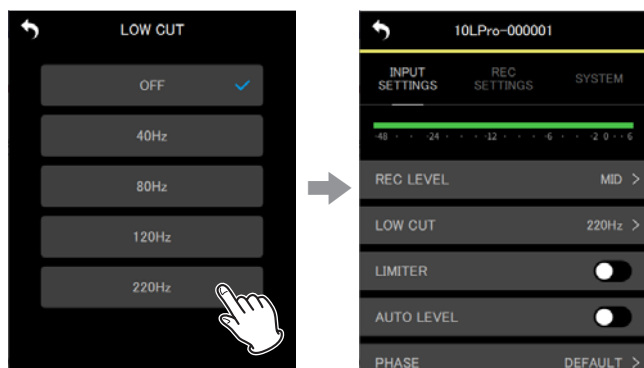 LOW CUT
OFF
40Hz
80Hz
120Hz
220Hz
10LPro-000001
INPUT SETTINGS
REC SETTINGS
SYSTEM
-48 · · · -24 · · · -12 · · · -6 · · -2 0 · · 6
REC LEVEL MID >
LOW CUT 220Hz >
LIMITER
AUTO LEVEL
PHASE DEFAULT >